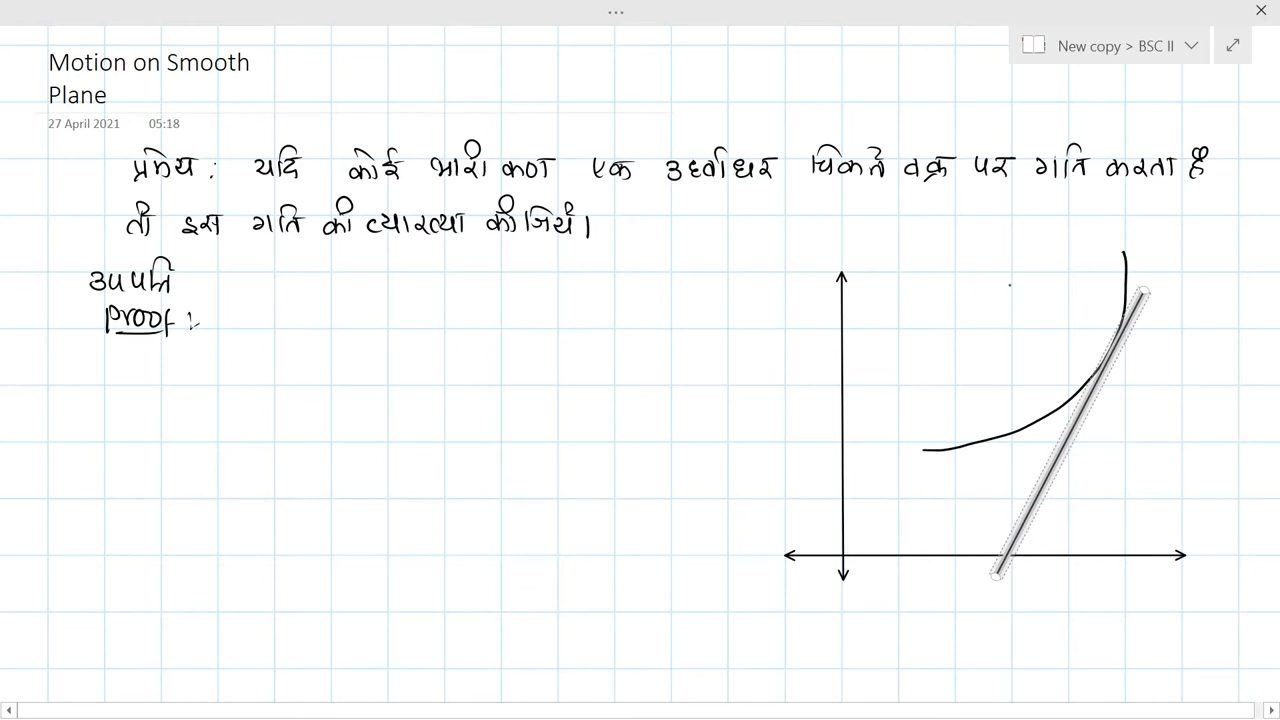 New copy > BSC II
Motion on Smooth
Plane
27 April 2021 05:18
प्रमेय : यदि कोई भारी कण एक उर्ध्वाधर चिकने वक्र पर गति करता है
तो इस गति की व्याख्या कीजिये।
उपपत्ति
Proof :